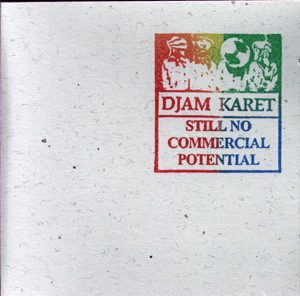 DJAM KARET
STILL NO
COMMERCIAL
POTENTIAL